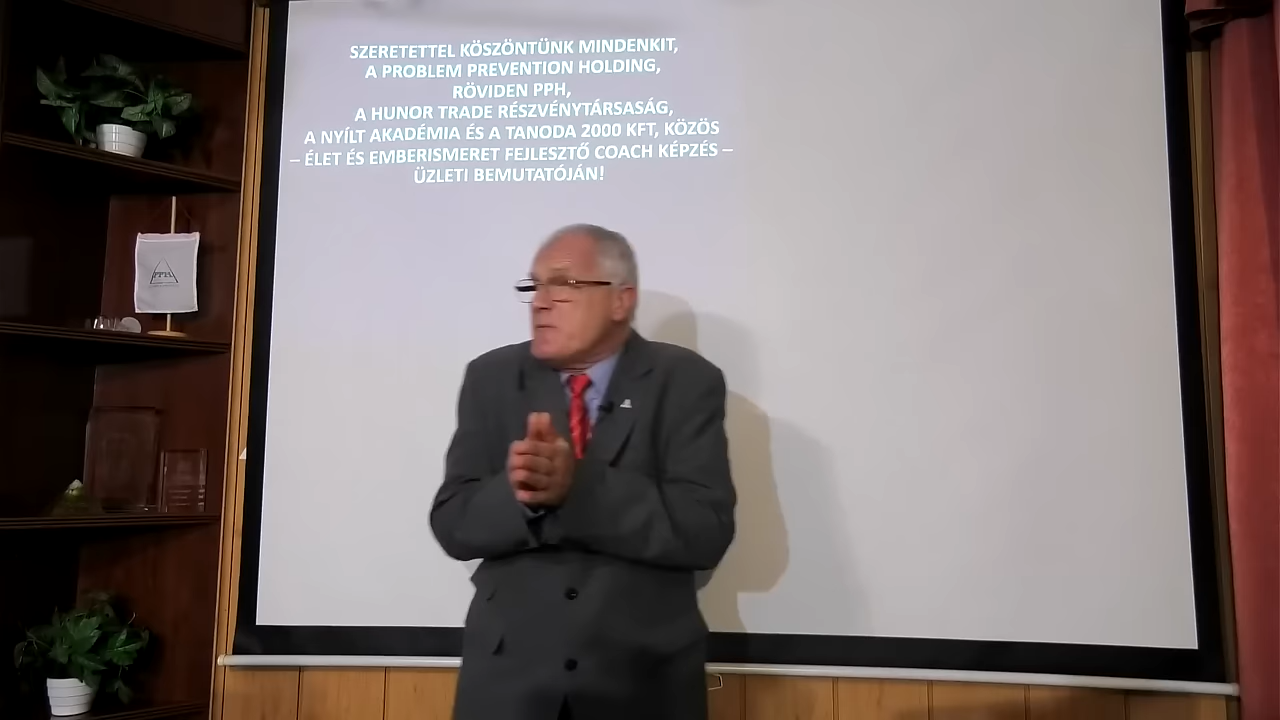 SZERETETTEL KÖSZÖNTÜNK MINDENKIT,
A PROBLEM PREVENTION HOLDING,
RÖVIDEN PPH,
A HUNOR TRADE RÉSZVÉNYTÁRSASÁG,
A NYÍLT AKADÉMIA ÉS A TANODA 2000 KFT, KÖZÖS
– ÉLET ÉS EMBERISMERET FEJLESZTŐ COACH KÉPZÉS –
ÜZLETI BEMUTATÓJÁN!